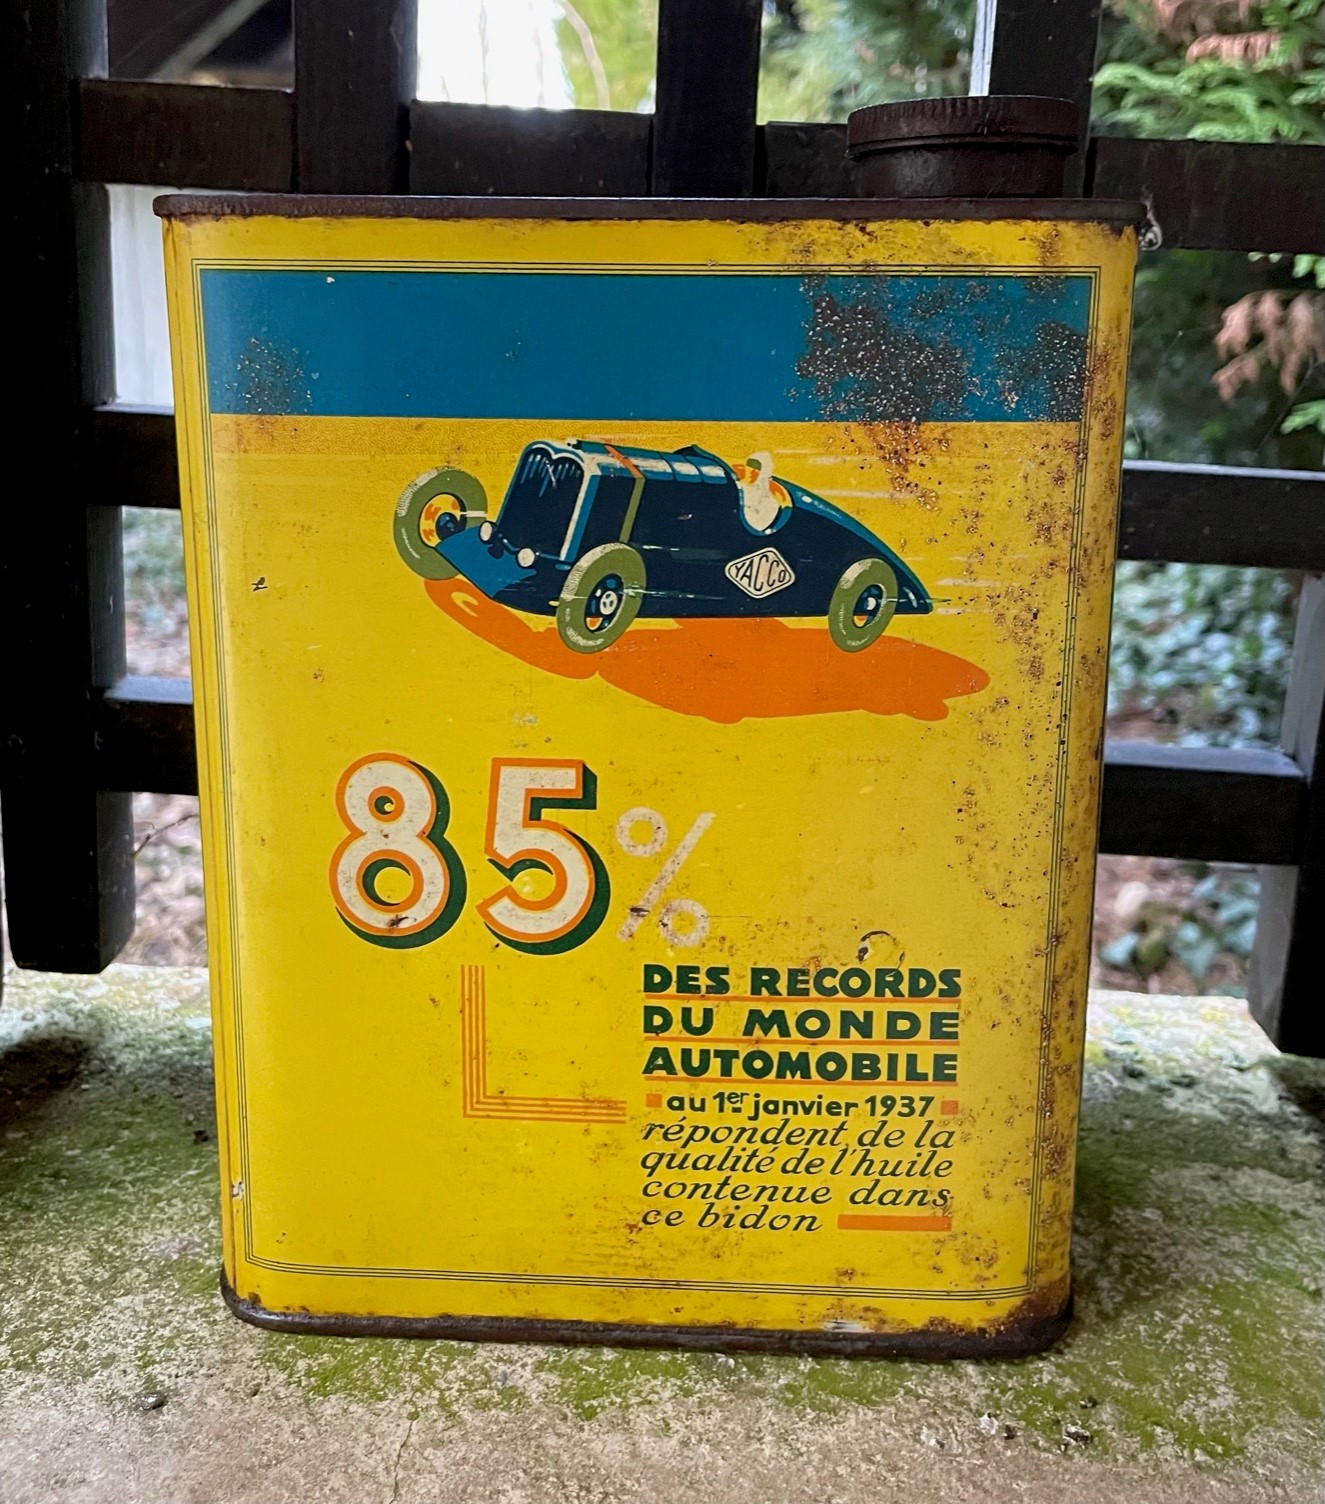 YACCO
85%
DES RECORDS
DU MONDE
AUTOMOBILE
au 1er janvier 1937
répondent de la
qualité de l'huile
contenue dans
ce bidon